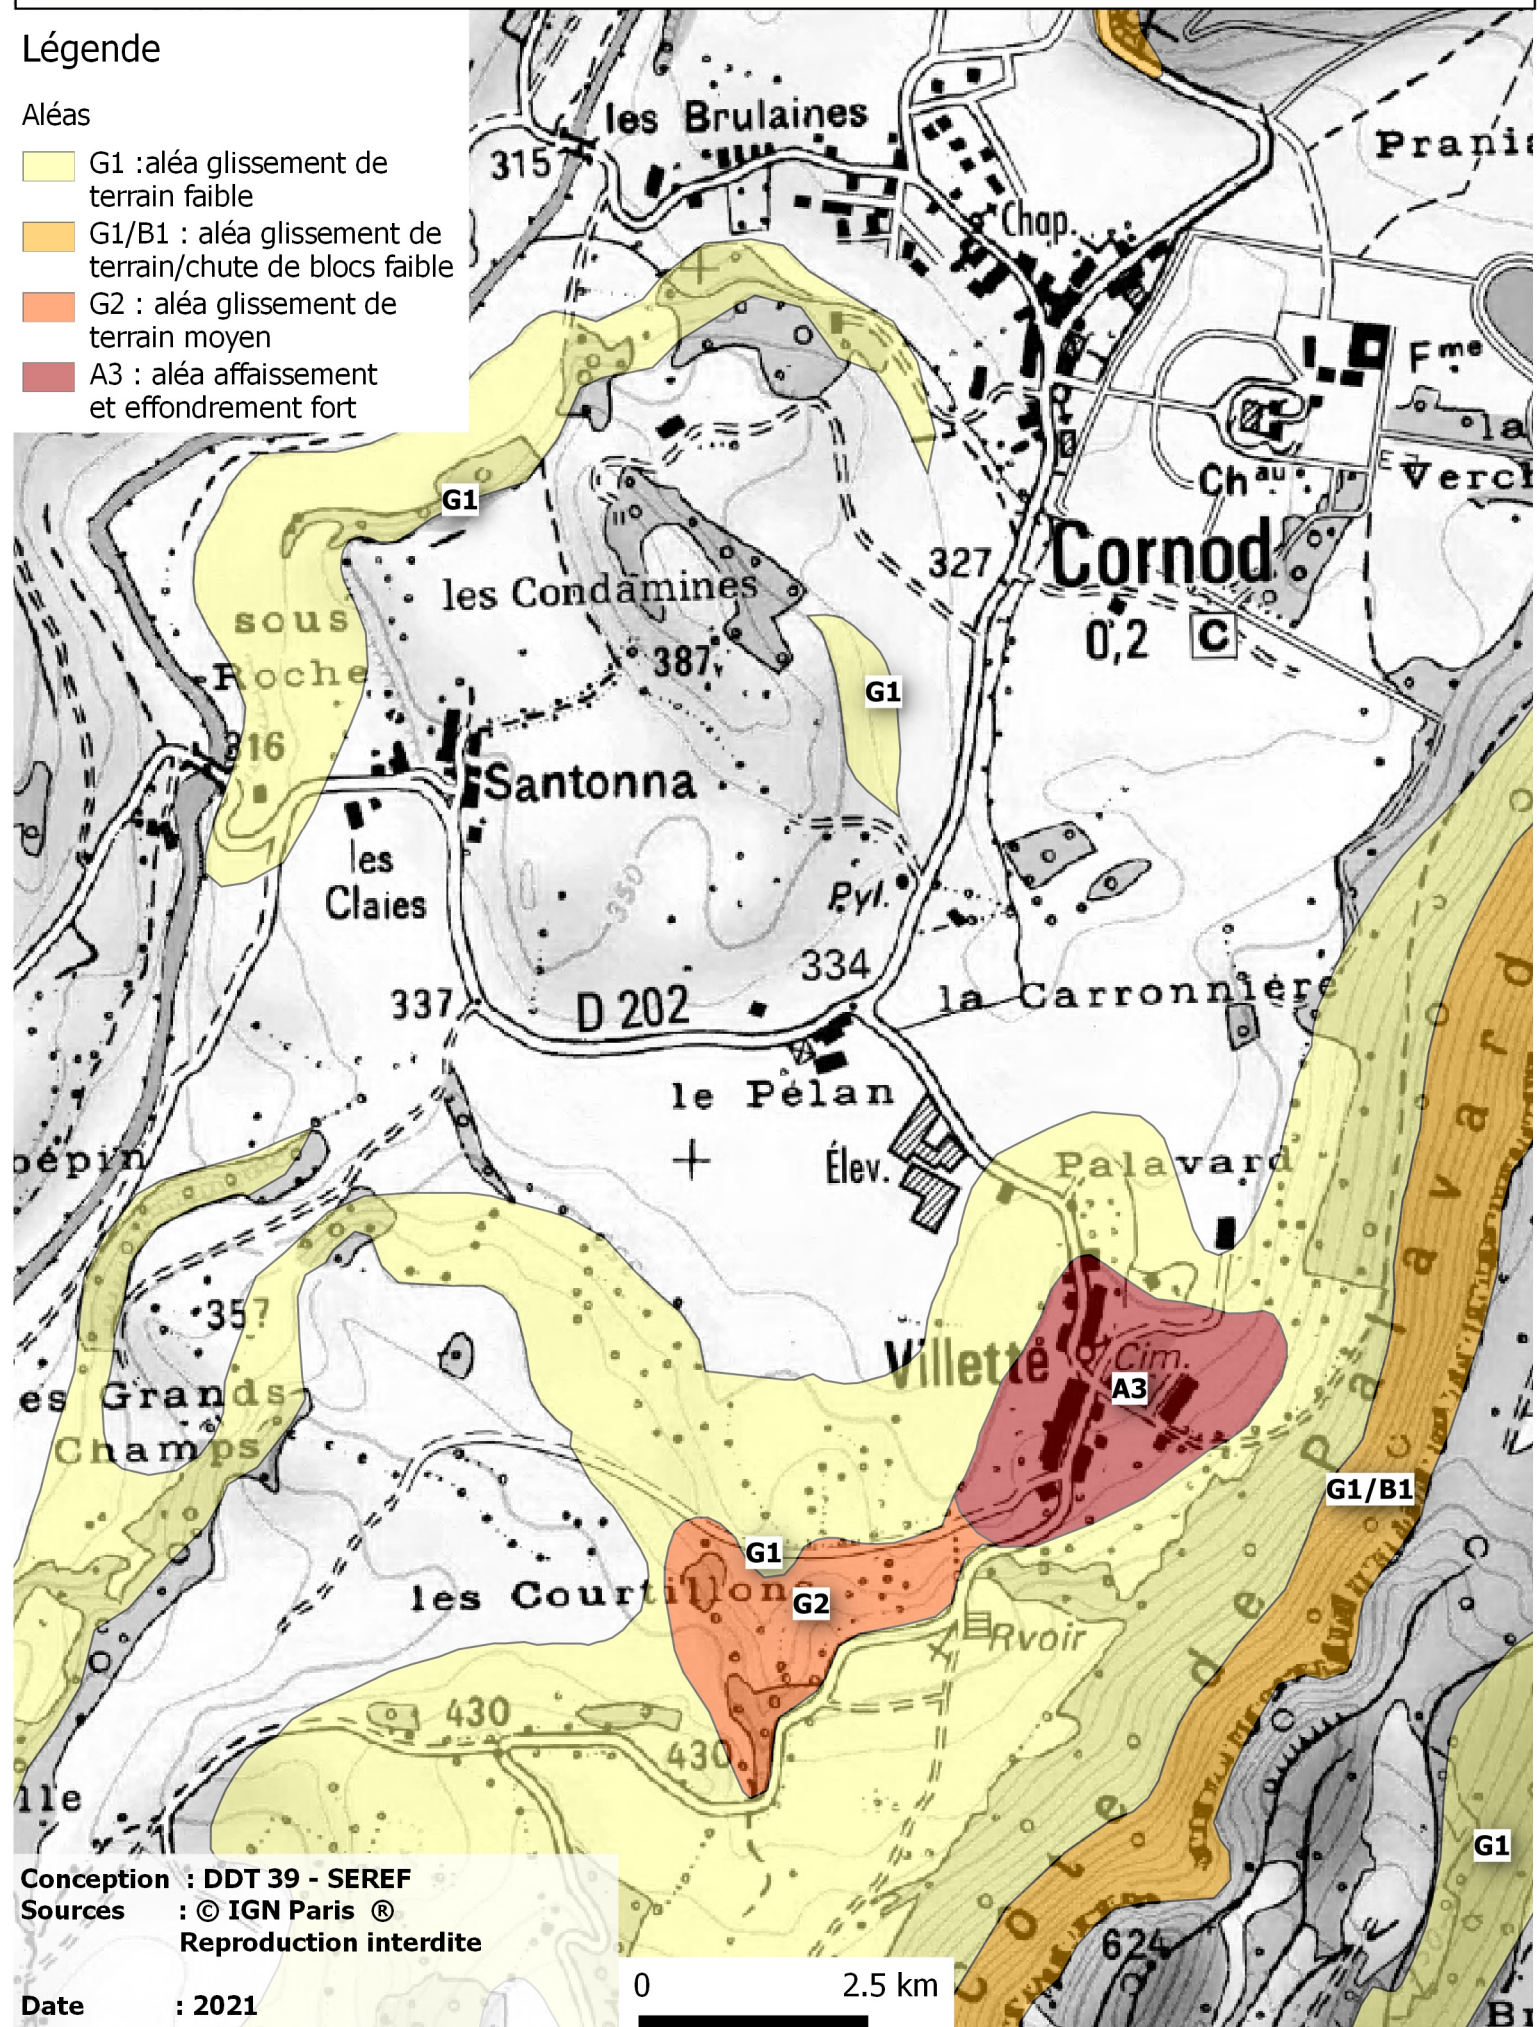 Légende
Aléas
G1 :aléa glissement de
terrain faible
G1/B1 : aléa glissement de
terrain/chute de blocs faible
G2 : aléa glissement de
terrain moyen
A3 : aléa affaissement
et effondrement fort
les Brulaines
315
Prania
Chap.
Fme
la
Verch
Chau
G1
Cornod
327
les Condamines
0,2
C
sous
Roche
387
G1
316
Santonna
les
Claies
350
Pyl.
334
337
D 202
la Carronnière
le Pélan
Élev.
Palavard
pépin
357
Villette
Cim.
A3
es Grands
Champs
G1/B1
G1
les Courtillons
G2
Rvoir
Côte de Palavard
430
430
lle
G1
624
Conception : DDT 39 - SEREF
Sources : © IGN Paris ®
Reproduction interdite
Date : 2021
0 2.5 km
Br